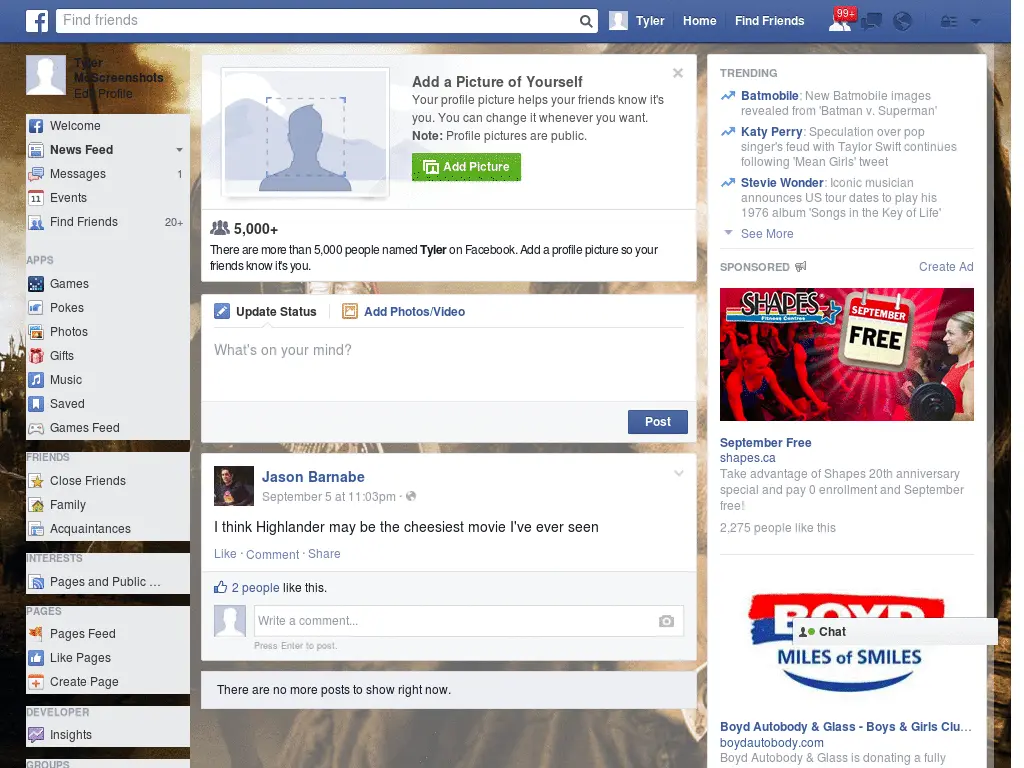 Find friends
Tyler
Home
Find Friends
99+
Tyler
McScreenshots
Edit Profile
Welcome
News Feed
Messages
1
11
Events
Find Friends
20+
APPS
Games
Pokes
Photos
Gifts
Music
Saved
Games Feed
FRIENDS
Close Friends
Family
Acquaintances
INTERESTS
Pages and Public ...
PAGES
Pages Feed
Like Pages
Create Page
DEVELOPER
Insights
GROUPS
Add a Picture of Yourself
Your profile picture helps your friends know it's
you. You can change it whenever you want.
Note: Profile pictures are public.
Add Picture
5,000+
There are more than 5,000 people named Tyler on Facebook. Add a profile picture so your
friends know it's you.
Update Status
Add Photos/Video
What's on your mind?
Post
Jason Barnabe
September 5 at 11:03pm ·
I think Highlander may be the cheesiest movie I've ever seen
Like · Comment · Share
2 people like this.
Write a comment...
Press Enter to post.
There are no more posts to show right now.
TRENDING
Batmobile: New Batmobile images
revealed from 'Batman v. Superman'
Katy Perry: Speculation over pop
singer's feud with Taylor Swift continues
following 'Mean Girls' tweet
Stevie Wonder: Iconic musician
announces US tour dates to play his
1976 album 'Songs in the Key of Life'
See More
SPONSORED
Create Ad
SHAPES
Fitness Centres
SEPTEMBER
FREE
September Free
shapes.ca
Take advantage of Shapes 20th anniversary
special and pay 0 enrollment and September
free!
2,275 people like this
BOYD
Chat
MILES of SMILES
Boyd Autobody & Glass - Boys & Girls Clu...
boydautobody.com
Boyd Autobody & Glass is donating a fully